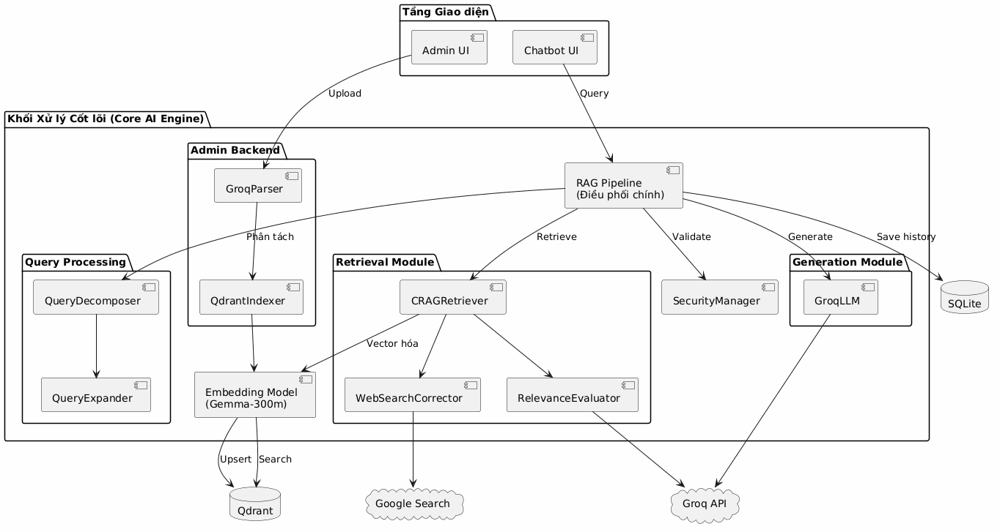 Tầng Giao diện
Admin UI
Chatbot UI
Upload
Query
Khối Xử lý Cốt lõi (Core AI Engine)
Admin Backend
GroqParser
RAG Pipeline
(Điều phối chính)
Phân tách
Retrieve
Validate
Generate
Save history
Query Processing
Retrieval Module
Generation Module
QueryDecomposer
QdrantIndexer
CRAGRetriever
SecurityManager
GroqLLM
SQLite
Vector hóa
QueryExpander
Embedding Model
(Gemma-300m)
WebSearchCorrector
RelevanceEvaluator
Upsert
Search
Qdrant
Google Search
Groq API